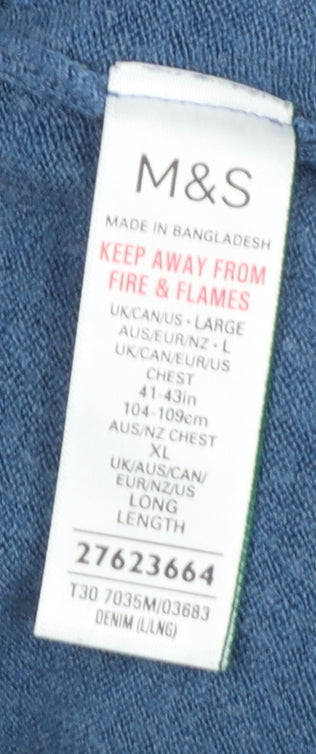 M&S
MADE IN BANGLADESH
KEEP AWAY FROM
FIRE & FLAMES
UK/CAN/US · LARGE
AUS/EUR/NZ · L
UK/CAN/EUR/US
CHEST
41-43in
104-109cm
AUS/NZ CHEST
XL
UK/AUS/CAN/
EUR/NZ/US
LONG
LENGTH
27623664
T30 7035M/03683
DENIM (L/LNG)